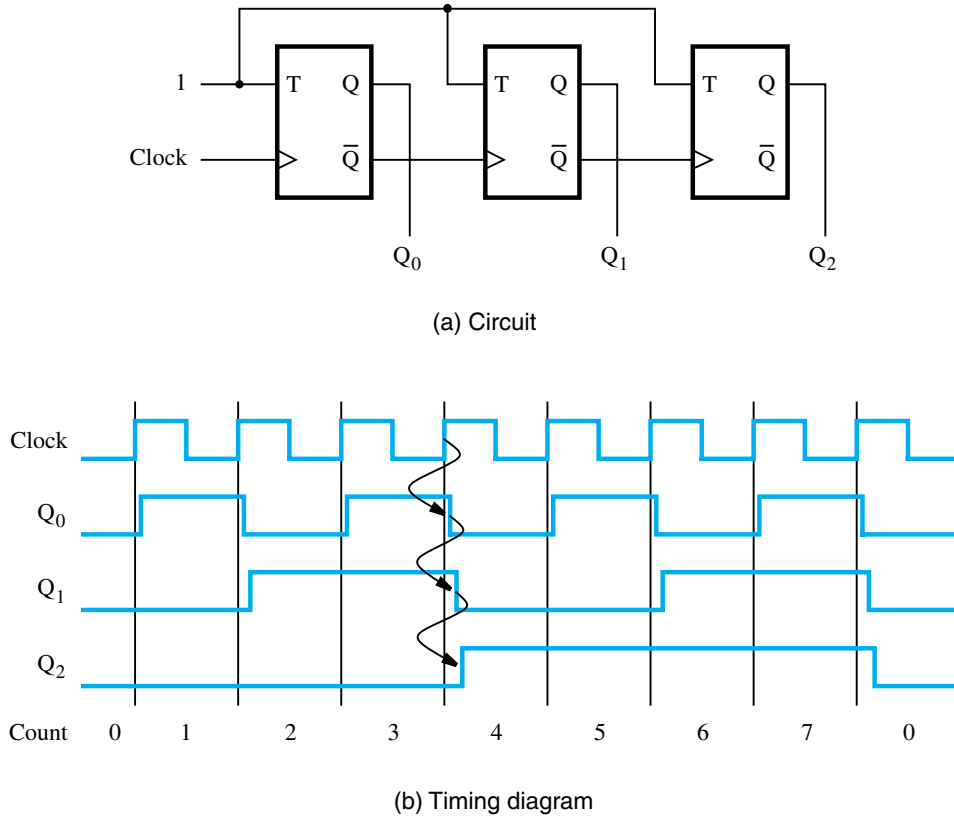 1 T Q T Q T Q
Clock Q̅ Q̅ Q̅
Q₀ Q₁ Q₂
(a) Circuit
Clock
Q₀
Q₁
Q₂
Count 0 1 2 3 4 5 6 7 0
(b) Timing diagram